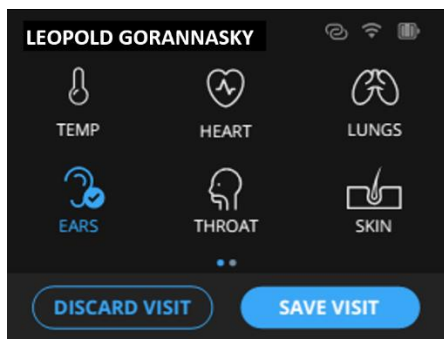 LEOPOLD GORANNASKY
TEMP HEART LUNGS
EARS THROAT SKIN
DISCARD VISIT SAVE VISIT